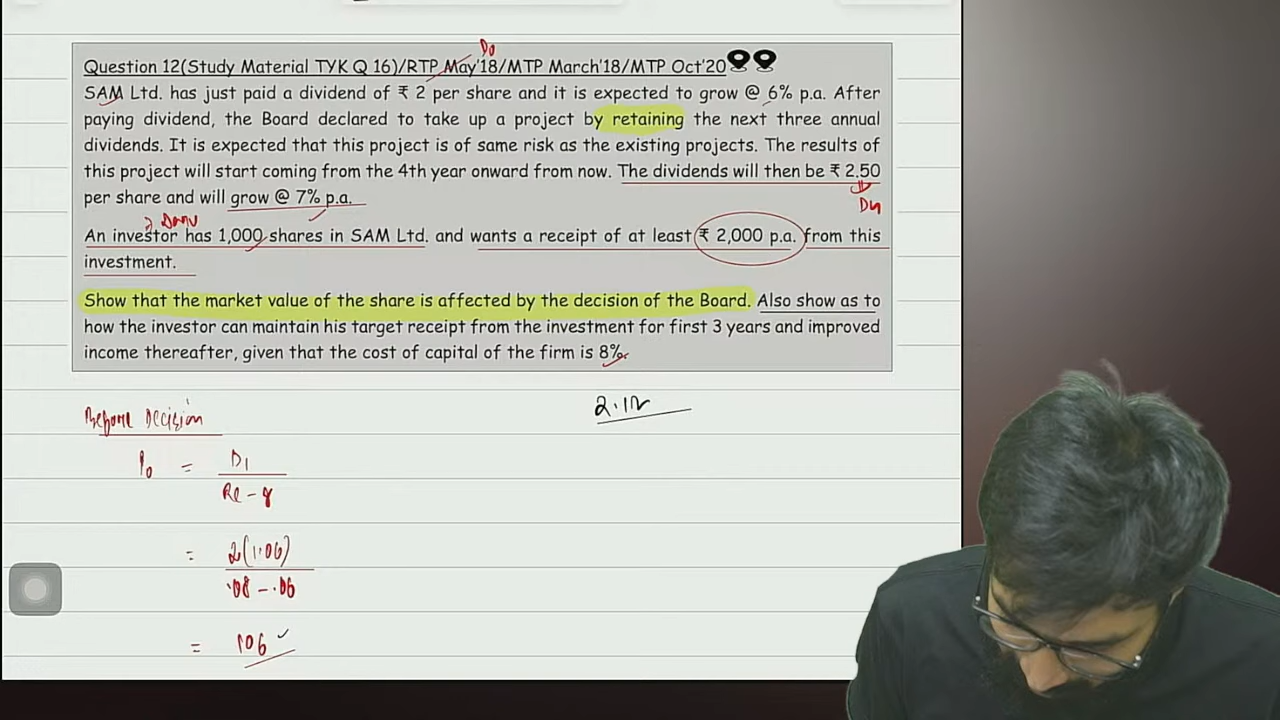 Do
Question 12(Study Material TYK Q 16)/RTP May'18/MTP March'18/MTP Oct'20
SAM Ltd. has just paid a dividend of ₹ 2 per share and it is expected to grow @ 6% p.a. After
paying dividend, the Board declared to take up a project by retaining the next three annual
dividends. It is expected that this project is of same risk as the existing projects. The results of
this project will start coming from the 4th year onward from now. The dividends will then be ₹ 2.50
per share and will grow @ 7% p.a.
D4
An investor has 1,000 shares in SAM Ltd. and wants a receipt of at least ₹ 2,000 p.a. from this
investment.
Show that the market value of the share is affected by the decision of the Board. Also show as to
how the investor can maintain his target receipt from the investment for first 3 years and improved
income thereafter, given that the cost of capital of the firm is 8%.
Before Decision
2.12
P0 = D1
Re - g
= 2(1.06)
.08 - .06
= 106